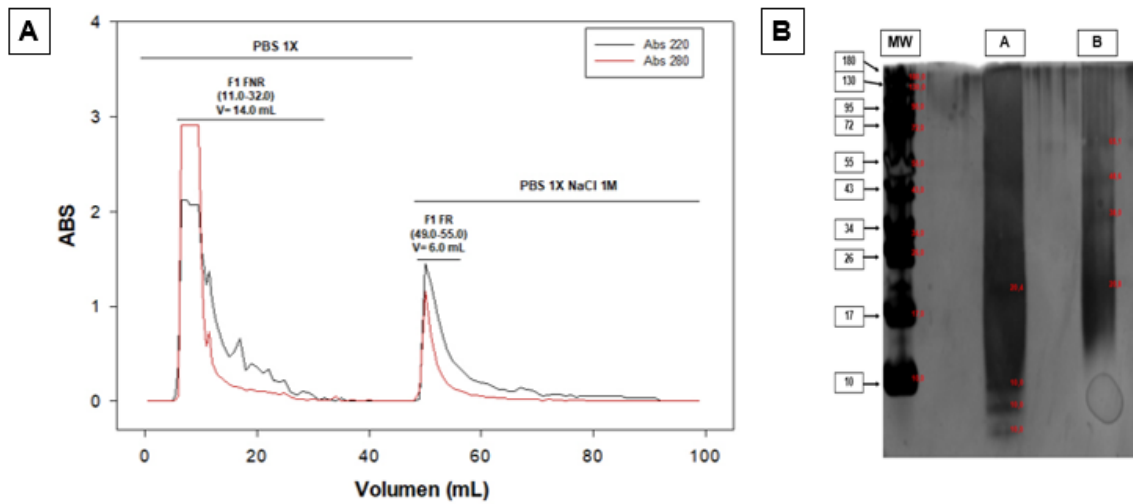 A
4
3
2
1
0
ABS
0
20
40
60
80
100
Volumen (mL)
PBS 1X
F1 FNR
(11.0-32.0)
V= 14.0 mL
PBS 1X NaCl 1M
F1 FR
(49.0-55.0)
V= 6.0 mL
Abs 220
Abs 280
B
MW
A
B
180
130
95
72
55
43
34
26
17
10